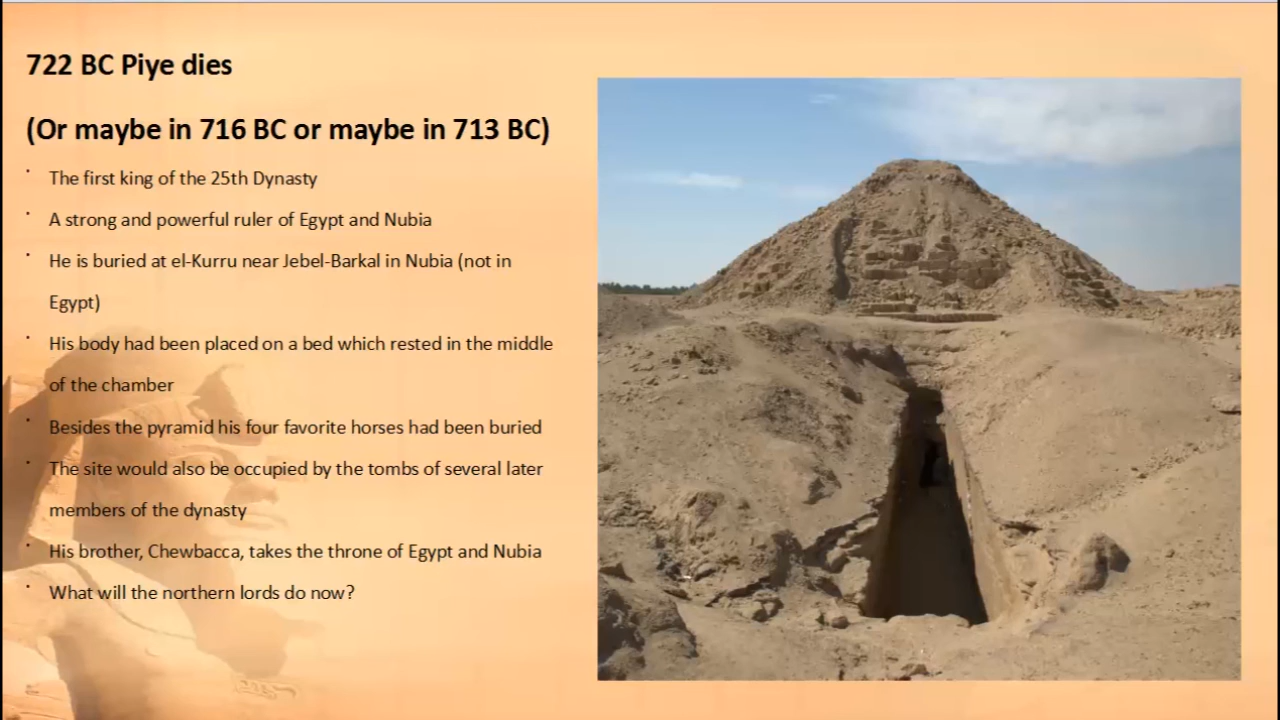 722 BC Piye dies
(Or maybe in 716 BC or maybe in 713 BC)
· The first king of the 25th Dynasty
· A strong and powerful ruler of Egypt and Nubia
· He is buried at el-Kurru near Jebel-Barkal in Nubia (not in
Egypt)
· His body had been placed on a bed which rested in the middle
of the chamber
· Besides the pyramid his four favorite horses had been buried
· The site would also be occupied by the tombs of several later
members of the dynasty
· His brother, Chewbacca, takes the throne of Egypt and Nubia
· What will the northern lords do now?